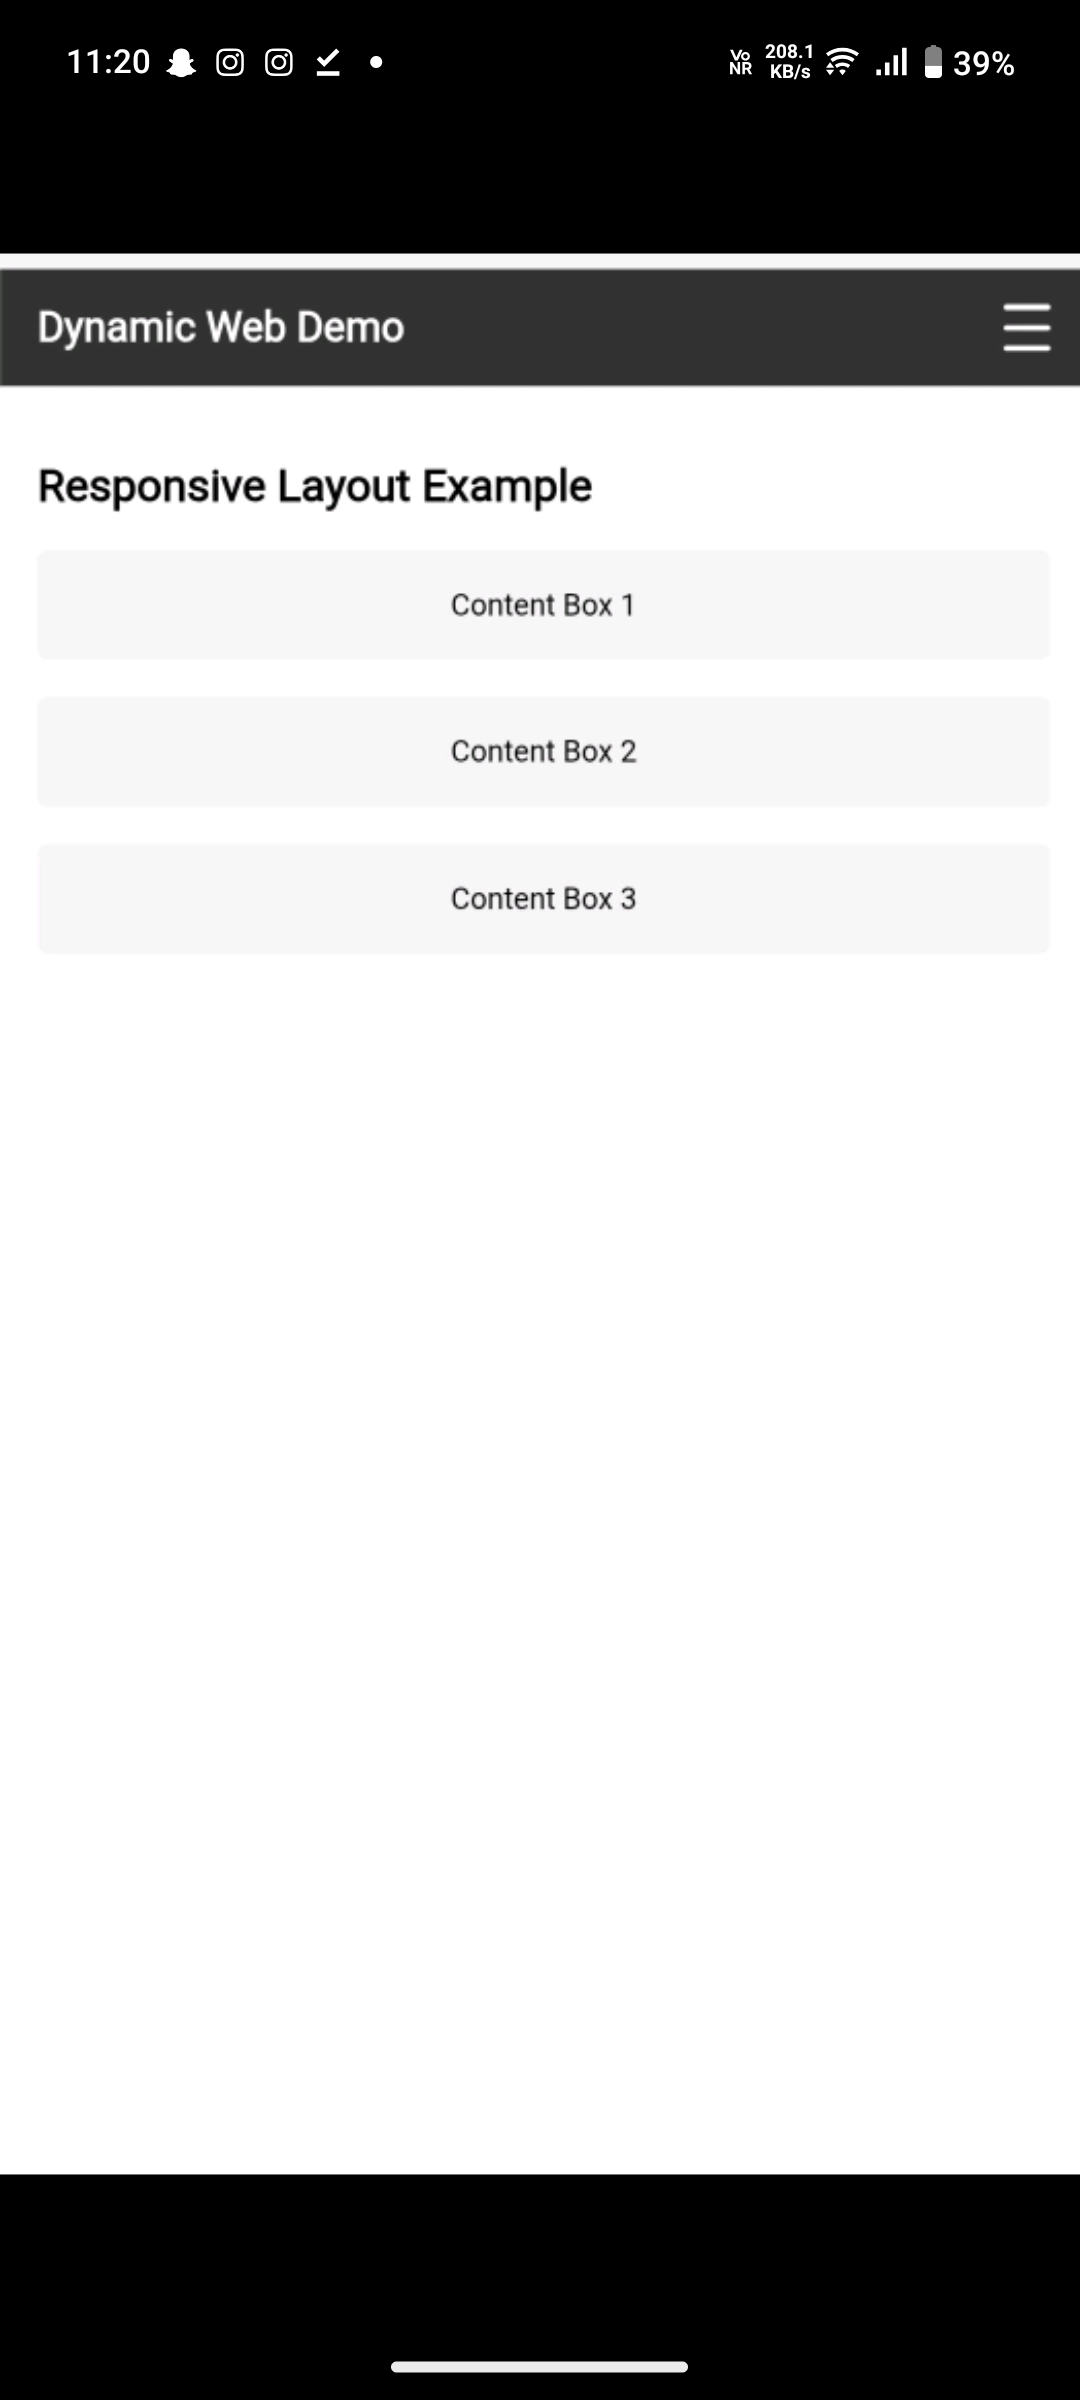 11:20 Vo NR 208.1 KB/s 39%
Dynamic Web Demo
Responsive Layout Example
Content Box 1
Content Box 2
Content Box 3